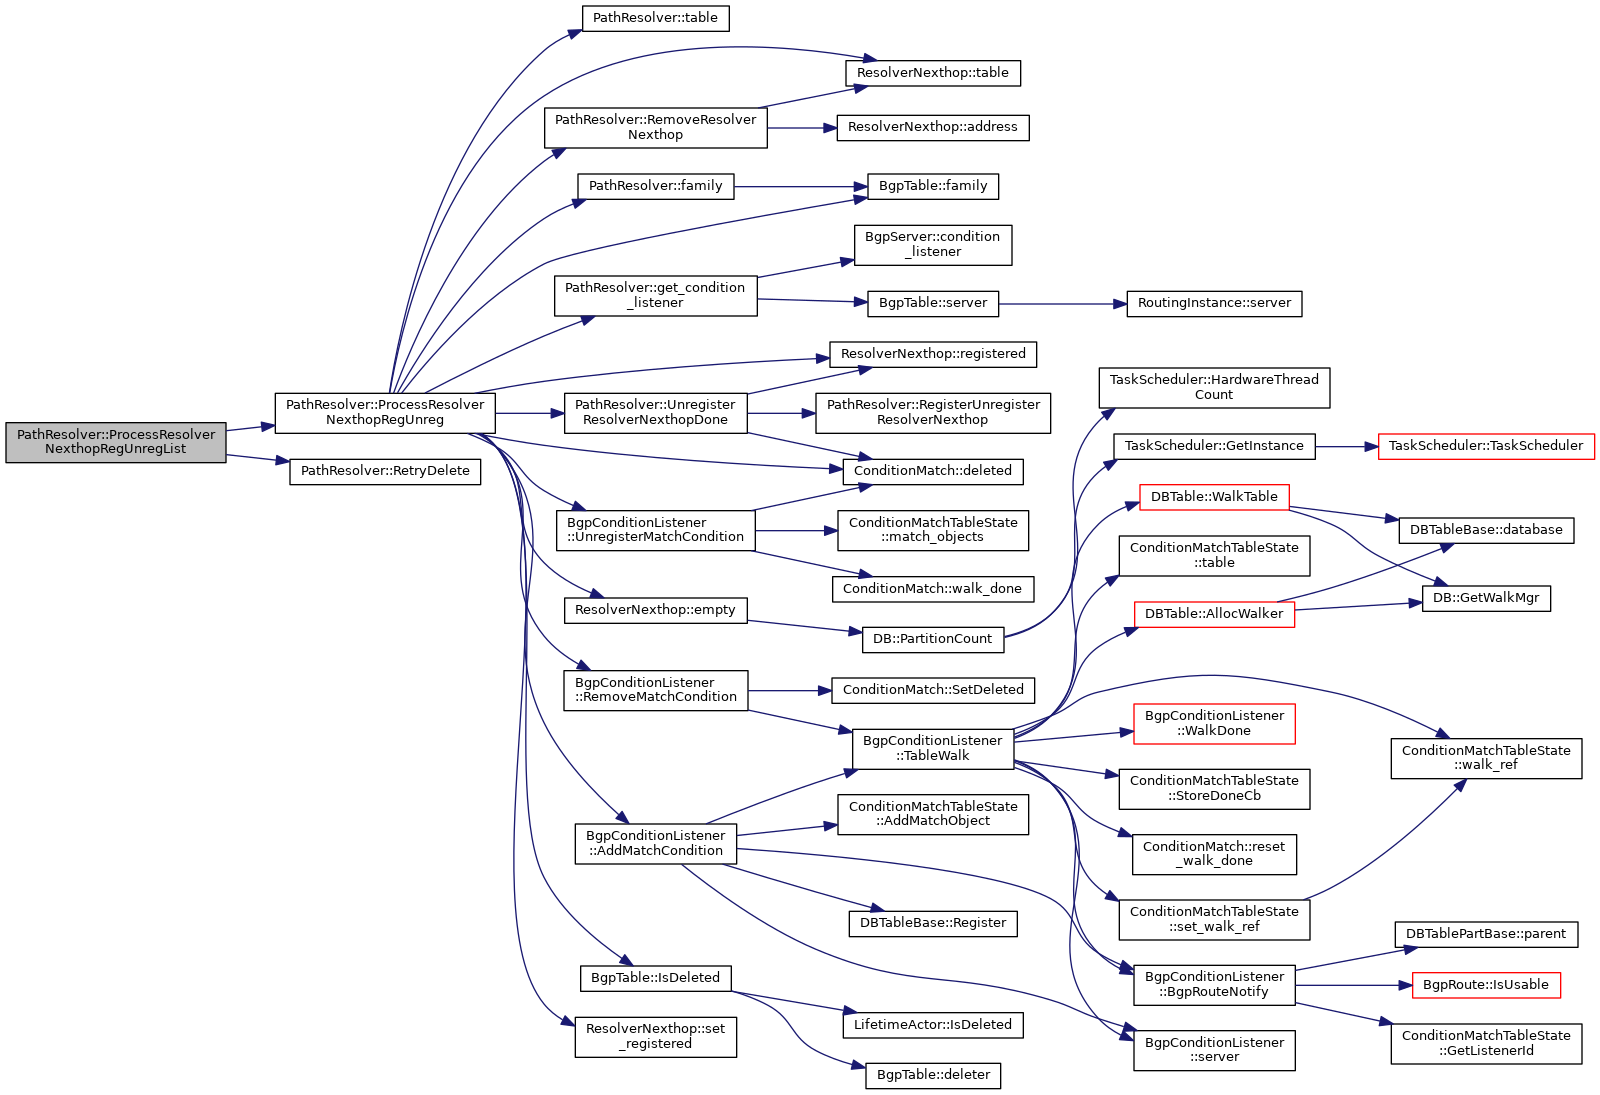 PathResolver::ProcessResolver
NexthopRegUnregList
PathResolver::ProcessResolver
NexthopRegUnreg
PathResolver::RetryDelete
PathResolver::table
ResolverNexthop::table
PathResolver::RemoveResolver
Nexthop
ResolverNexthop::address
PathResolver::family
BgpTable::family
BgpServer::condition
_listener
PathResolver::get_condition
_listener
BgpTable::server
RoutingInstance::server
ResolverNexthop::registered
PathResolver::Unregister
ResolverNexthopDone
PathResolver::RegisterUnregister
ResolverNexthop
ConditionMatch::deleted
BgpConditionListener
::UnregisterMatchCondition
ConditionMatchTableState
::match_objects
ConditionMatch::walk_done
ResolverNexthop::empty
DB::PartitionCount
TaskScheduler::HardwareThread
Count
TaskScheduler::GetInstance
TaskScheduler::TaskScheduler
DBTable::WalkTable
DBTableBase::database
ConditionMatchTableState
::table
DBTable::AllocWalker
DB::GetWalkMgr
BgpConditionListener
::RemoveMatchCondition
ConditionMatch::SetDeleted
BgpConditionListener
::TableWalk
BgpConditionListener
::WalkDone
ConditionMatchTableState
::walk_ref
ConditionMatchTableState
::StoreDoneCb
BgpConditionListener
::AddMatchCondition
ConditionMatchTableState
::AddMatchObject
ConditionMatch::reset
_walk_done
DBTableBase::Register
ConditionMatchTableState
::set_walk_ref
DBTablePartBase::parent
BgpTable::IsDeleted
BgpConditionListener
::BgpRouteNotify
BgpRoute::IsUsable
LifetimeActor::IsDeleted
ResolverNexthop::set
_registered
BgpConditionListener
::server
ConditionMatchTableState
::GetListenerId
BgpTable::deleter